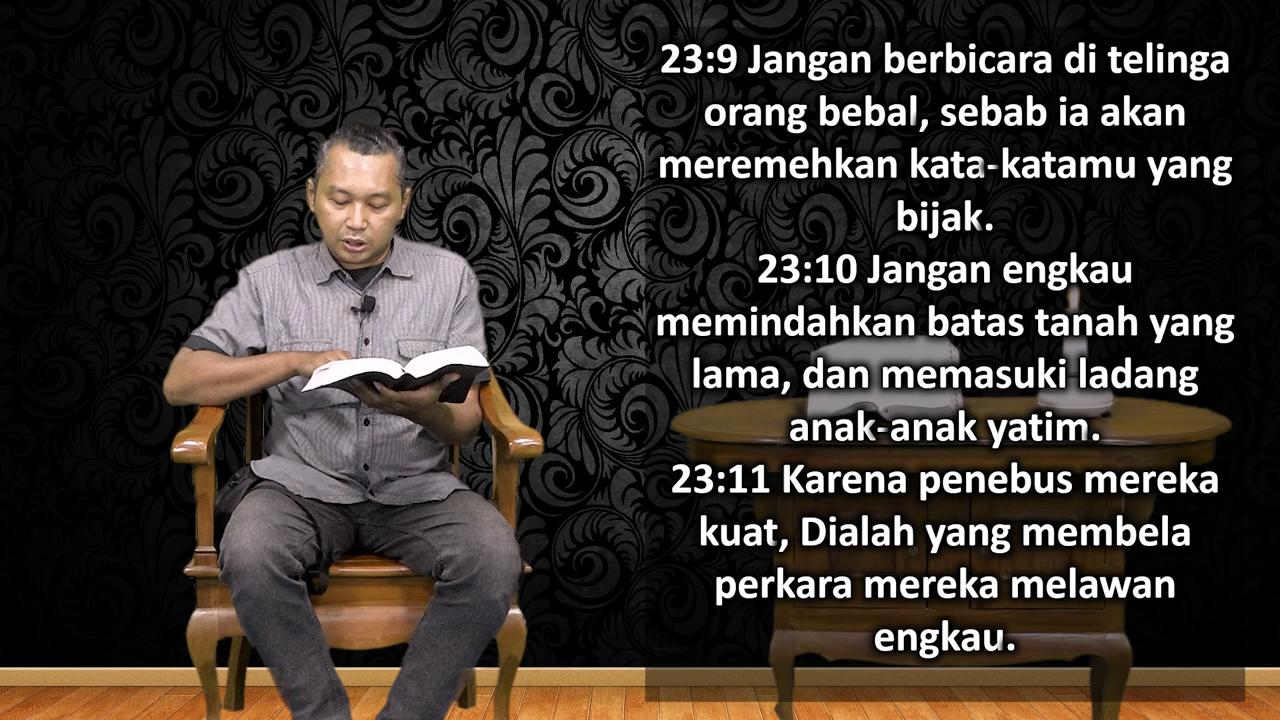 23:9 Jangan berbicara di telinga
orang bebal, sebab ia akan
meremehkan kata-katamu yang
bijak.
23:10 Jangan engkau
memindahkan batas tanah yang
lama, dan memasuki ladang
anak-anak yatim.
23:11 Karena penebus mereka
kuat, Dialah yang membela
perkara mereka melawan
engkau.